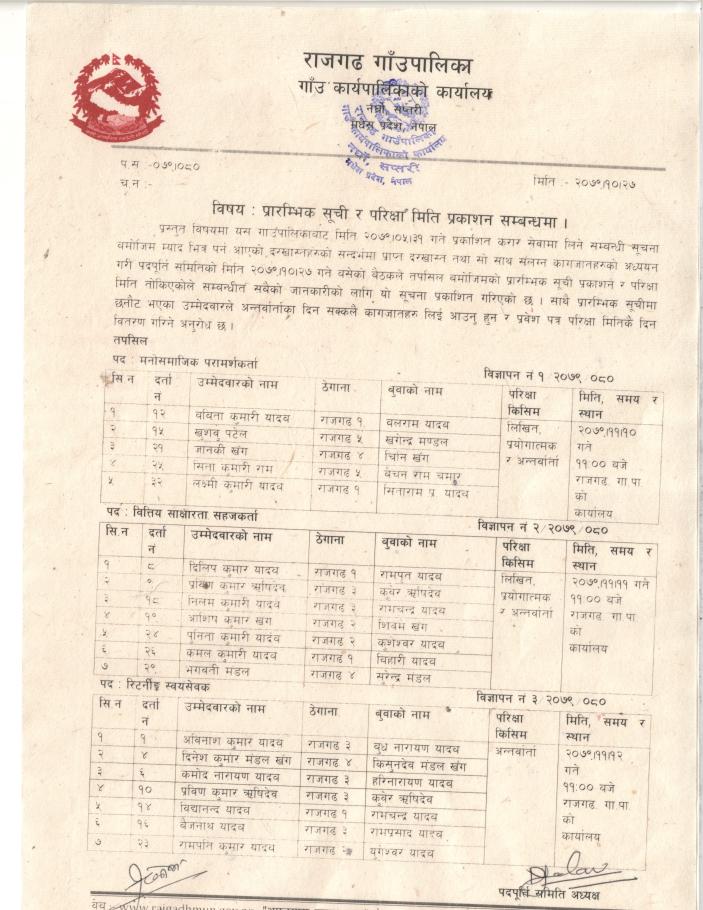 राजगढ गाँउपालिका
गाँउ कार्यपालिकाको कार्यालय
नर्घो, सप्तरी
मधेस प्रदेश, नेपाल
प.स :-०७९।०८०
च.न :-
मिति :- २०७९।१०।२७
विषय : प्रारम्भिक सूची र परिक्षा मिति प्रकाशन सम्बन्धमा ।
प्रस्तुत विषयमा यस गाउँपालिकाबाट मिति २०७९।०५।३१ गते प्रकाशित करार सेवामा लिने सम्बन्धी सूचना
बमोजिम म्याद भित्र पर्न आएको दरखास्तहरुको सन्दर्भमा प्राप्त दरखास्त तथा सो साथ संलग्न कागजातहरुको अध्ययन
गरी पदपूर्ति समितिको मिति २०७९।१०।२७ गते बसेको बैठकले तपसिल बमोजिमको प्रारम्भिक सूची प्रकाशन र परिक्षा
मिति तोकिएकोले सम्बन्धीत सबैको जानकारीको लागि यो सूचना प्रकाशित गरिएको छ । साथै प्रारम्भिक सूचीमा
छनौट भएका उम्मेदवारले अन्तर्वार्ताका दिन सक्कलै कागजातहरु लिई आउनु हुन र प्रवेश पत्र परिक्षा मितिकै दिन
वितरण गरिने अनुरोध छ ।
तपसिल
पद : मनोसमाजिक परामर्शकर्ता
विज्ञापन नं १/२०७९/०८०
सि.न दर्ता नं उम्मेदवारको नाम ठेगाना बुवाको नाम परिक्षा किसिम मिति, समय र स्थान
१ १२ बबिता कुमारी यादव राजगढ १ बलराम यादव लिखित, प्रयोगात्मक र अन्तर्वार्ता २०७९।११।१० गते ११:०० बजे राजगढ गा पा को कार्यालय
२ १५ खुशबु पटेल राजगढ ५ खगेन्द्र मण्डल
३ २१ जानकी खंग राजगढ ४ खंग
४ २५ सिता कुमारी राम राजगढ ५ बेचन राम चमार
५ ३२ लक्ष्मी कुमारी यादव राजगढ १ सिताराम प्र. यादव
पद : वित्तिय साक्षारता सहजकर्ता
विज्ञापन नं २/२०७९/०८०
सि.न दर्ता नं उम्मेदवारको नाम ठेगाना बुवाको नाम परिक्षा किसिम मिति, समय र स्थान
१ ८ दिलिप कुमार यादव राजगढ १ रामपुत यादव लिखित, प्रयोगात्मक र अन्तर्वार्ता २०७९।११।११ गते ११:०० बजे राजगढ गा पा को कार्यालय
२ प्रविण कुमार ऋषिदेव राजगढ ३ कुबेर ऋषिदेव
३ १८ निलम कुमारी यादव राजगढ ३ रामचन्द्र यादव
४ आशिष कुमार खंग राजगढ २ शिवम खंग
५ २४ पुनिता कुमारी यादव राजगढ २ कुशेश्वर यादव
६ २६ कमल कुमारी यादव राजगढ १ बिहारी यादव
७ भगबती मंडल राजगढ ४ सुरेन्द्र मंडल
पद : रिटर्नीङ्ग स्वयसेवक
विज्ञापन नं ३/२०७९/०८०
सि.न दर्ता नं उम्मेदवारको नाम ठेगाना बुवाको नाम परिक्षा किसिम मिति, समय र स्थान
१ १ अबिनाश कुमार यादव राजगढ ३ बुध नारायण यादव अन्तर्वार्ता २०७९।११।१२ गते ११:०० बजे राजगढ गा पा को कार्यालय
२ ४ दिनेश कुमार मंडल खंग राजगढ ४ किसुनदेव मंडल खंग
३ ६ कमोद नारायण यादव राजगढ ३ हरिनारायण यादव
४ १० प्रविण कुमार ऋषिदेव राजगढ ३ कुबेर ऋषिदेव
५ १४ विद्यानन्द यादव राजगढ १ रामचन्द्र यादव
६ १६ बैजनाथ यादव राजगढ ३ रामप्रसाद यादव
७ २३ रामपति कुमार यादव राजगढ युगेश्वर यादव
पदपूर्ति समिति अध्यक्ष